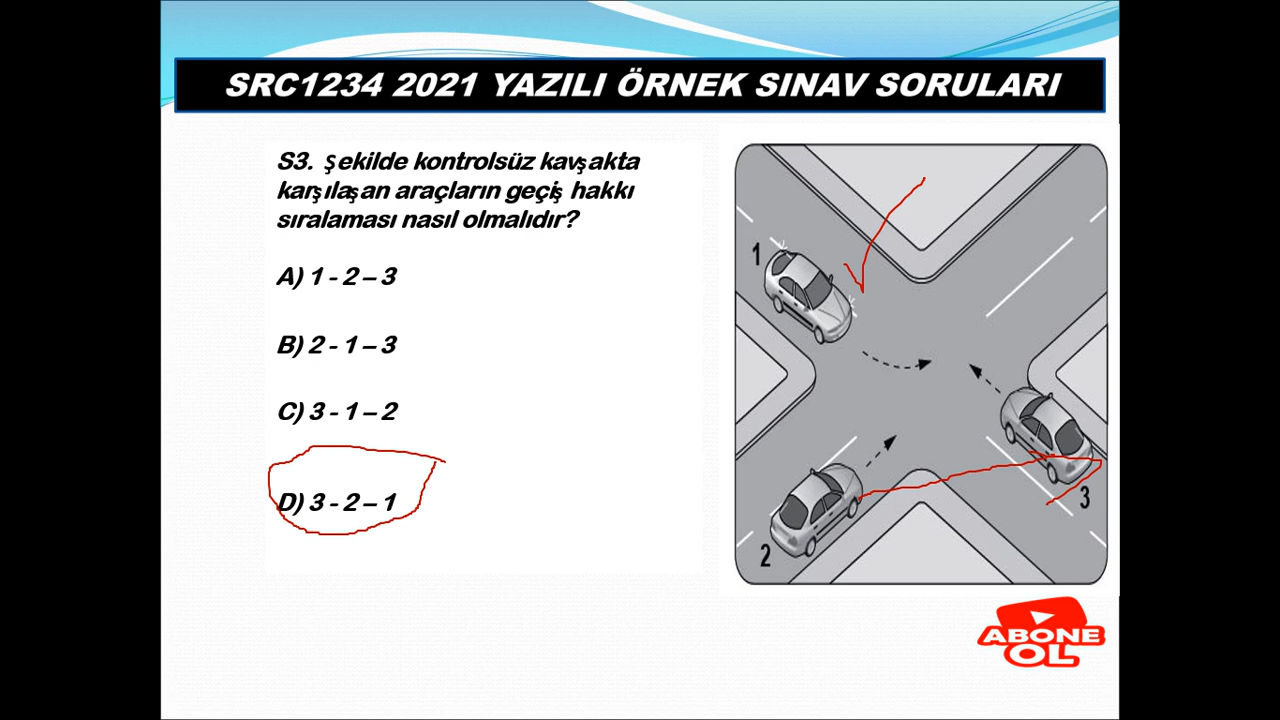 SRC1234 2021 YAZILI ÖRNEK SINAV SORULARI
S3. Şekilde kontrolsüz kavşakta
karşılaşan araçların geçiş hakkı
sıralaması nasıl olmalıdır?
A) 1 - 2 – 3
B) 2 - 1 – 3
C) 3 - 1 – 2
D) 3 - 2 – 1
1
2
3
ABONE
OL